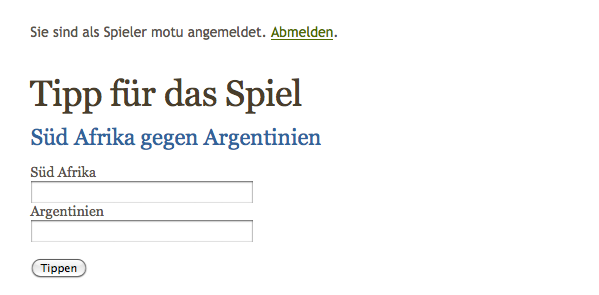 Sie sind als Spieler motu angemeldet. Abmelden.
Tipp für das Spiel
Süd Afrika gegen Argentinien
Süd Afrika
Argentinien
Tippen